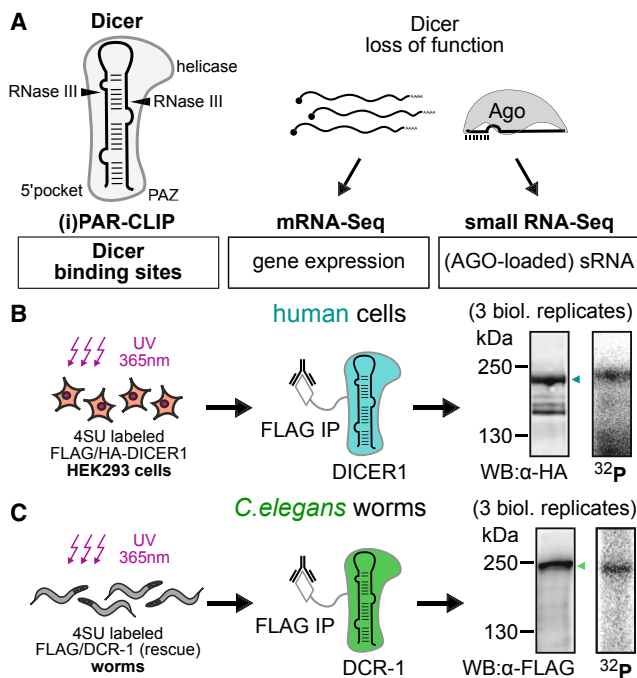 A
Dicer
helicase
RNase III
RNase III
5'pocket
PAZ
(i)PAR-CLIP
Dicer
binding sites
Dicer
loss of function
AAAA
AAAA
AAAA
Ago
mRNA-Seq
gene expression
small RNA-Seq
(AGO-loaded) sRNA
B
human cells
(3 biol. replicates)
UV
365nm
4SU labeled
FLAG/HA-DICER1
HEK293 cells
FLAG IP
DICER1
kDa
250
130
WB:α-HA
32P
C
C.elegans worms
(3 biol. replicates)
UV
365nm
4SU labeled
FLAG/DCR-1 (rescue)
worms
FLAG IP
DCR-1
kDa
250
130
WB:α-FLAG
32P